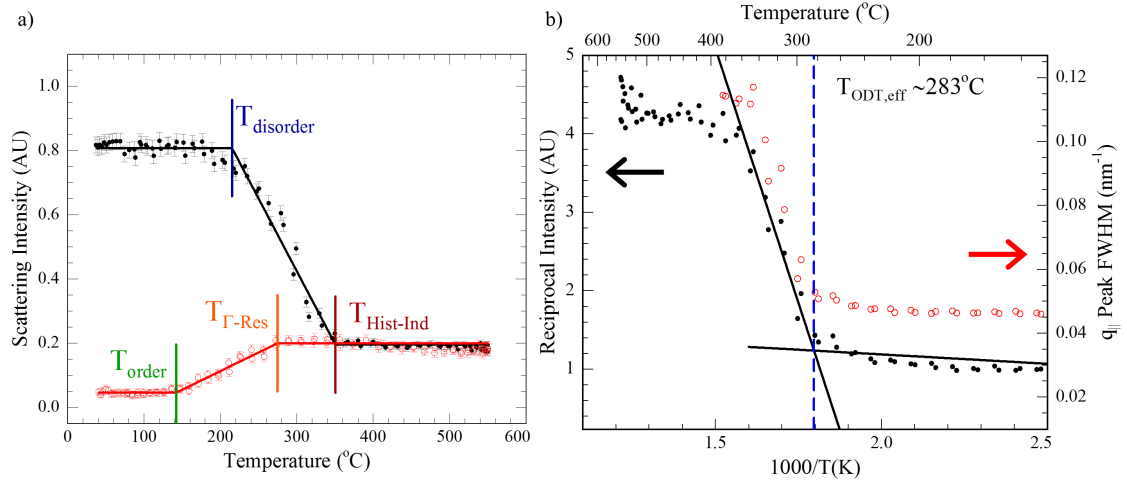 a)
Scattering Intensity (AU)
1.0
0.8
0.6
0.4
0.2
0.0
T_disorder
T_Γ-Res
T_Hist-Ind
T_order
0 100 200 300 400 500 600
Temperature (°C)
b)
Temperature (°C)
600 500 400 300 200
Reciprocal Intensity (AU)
5
4
3
2
1
T_ODT,eff ~283°C
0.12
0.10
0.08
0.06
0.04
0.02
q_|| Peak FWHM (nm⁻¹)
1.5 2.0 2.5
1000/T(K)